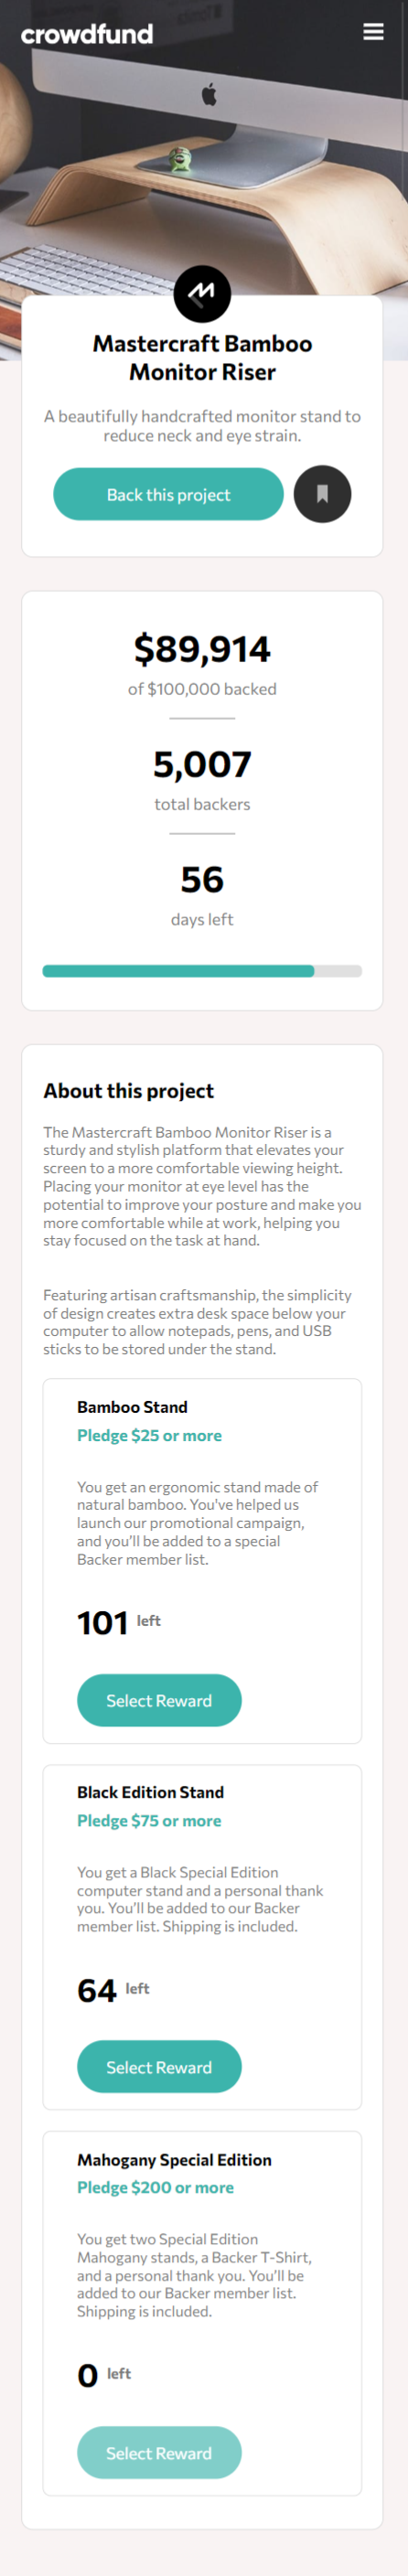 crowdfund
Mastercraft Bamboo
Monitor Riser
A beautifully handcrafted monitor stand to
reduce neck and eye strain.
Back this project
$89,914
of $100,000 backed
5,007
total backers
56
days left
About this project
The Mastercraft Bamboo Monitor Riser is a
sturdy and stylish platform that elevates your
screen to a more comfortable viewing height.
Placing your monitor at eye level has the
potential to improve your posture and make you
more comfortable while at work, helping you
stay focused on the task at hand.
Featuring artisan craftsmanship, the simplicity
of design creates extra desk space below your
computer to allow notepads, pens, and USB
sticks to be stored under the stand.
Bamboo Stand
Pledge $25 or more
You get an ergonomic stand made of
natural bamboo. You've helped us
launch our promotional campaign,
and you'll be added to a special
Backer member list.
101 left
Select Reward
Black Edition Stand
Pledge $75 or more
You get a Black Special Edition
computer stand and a personal thank
you. You'll be added to our Backer
member list. Shipping is included.
64 left
Select Reward
Mahogany Special Edition
Pledge $200 or more
You get two Special Edition
Mahogany stands, a Backer T-Shirt,
and a personal thank you. You'll be
added to our Backer member list.
Shipping is included.
0 left
Select Reward